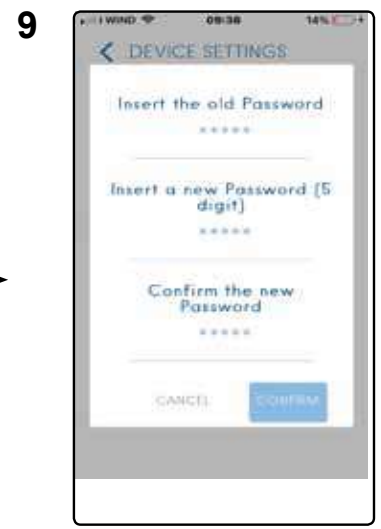 9
WIND 09:38 14%
DEVICE SETTINGS
Insert the old Password
*****
Insert a new Password (5
digit)
*****
Confirm the new
Password
*****
CANCEL CONFIRM